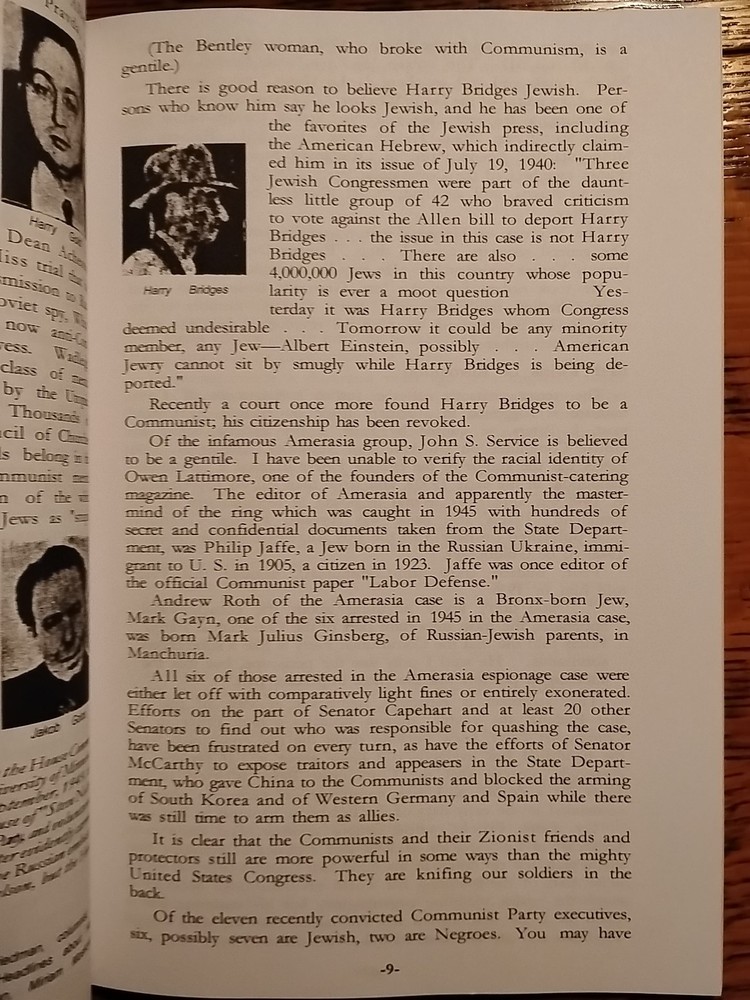 Harry
Dean
Hiss trial
Soviet spy,
now
class of
by the
Thousands
belong
of the
Jews as
Jakob
the House
(The Bentley woman, who broke with Communism, is a
gentile.)
There is good reason to believe Harry Bridges Jewish. Per-
sons who know him say he looks Jewish, and he has been one of
the favorites of the Jewish press, including
the American Hebrew, which indirectly claim-
ed him in its issue of July 19, 1940: "Three
Jewish Congressmen were part of the daunt-
less little group of 42 who braved criticism
to vote against the Allen bill to deport Harry
Bridges . . . the issue in this case is not Harry
Bridges . . . There are also . . . some
4,000,000 Jews in this country whose popu-
larity is ever a moot question Yes-
terday it was Harry Bridges whom Congress
deemed undesirable . . . Tomorrow it could be any minority
member, any Jew—Albert Einstein, possibly . . . American
Jewry cannot sit by smugly while Harry Bridges is being de-
ported."
Harry Bridges
Recently a court once more found Harry Bridges to be a
Communist; his citizenship has been revoked.
Of the infamous Amerasia group, John S. Service is believed
to be a gentile. I have been unable to verify the racial identity of
Owen Lattimore, one of the founders of the Communist-catering
magazine. The editor of Amerasia and apparently the master-
mind of the ring which was caught in 1945 with hundreds of
secret and confidential documents taken from the State Depart-
ment, was Philip Jaffe, a Jew born in the Russian Ukraine, immi-
grant to U. S. in 1905, a citizen in 1923. Jaffe was once editor of
the official Communist paper "Labor Defense."
Andrew Roth of the Amerasia case is a Bronx-born Jew,
Mark Gayn, one of the six arrested in 1945 in the Amerasia case,
was born Mark Julius Ginsberg, of Russian-Jewish parents, in
Manchuria.
All six of those arrested in the Amerasia espionage case were
either let off with comparatively light fines or entirely exonerated.
Efforts on the part of Senator Capehart and at least 20 other
Senators to find out who was responsible for quashing the case,
have been frustrated on every turn, as have the efforts of Senator
McCarthy to expose traitors and appeasers in the State Depart-
ment, who gave China to the Communists and blocked the arming
of South Korea and of Western Germany and Spain while there
was still time to arm them as allies.
It is clear that the Communists and their Zionist friends and
protectors still are more powerful in some ways than the mighty
United States Congress. They are knifing our soldiers in the
back.
Of the eleven recently convicted Communist Party executives,
six, possibly seven are Jewish, two are Negroes. You may have
-9-